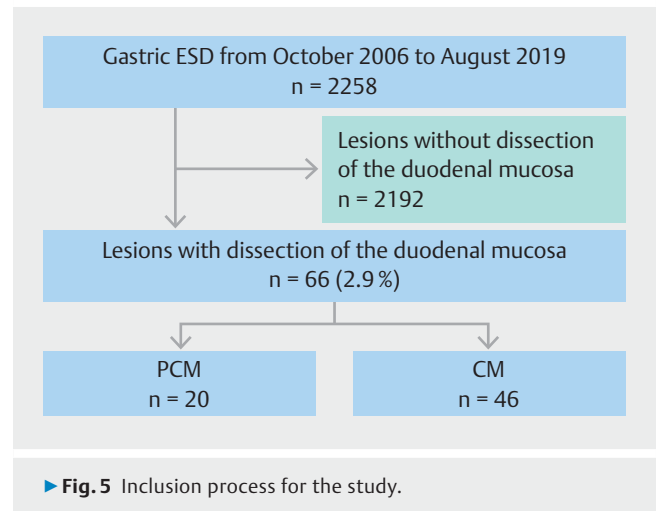 Gastric ESD from October 2006 to August 2019
n = 2258
Lesions without dissection
of the duodenal mucosa
n = 2192
Lesions with dissection of the duodenal mucosa
n = 66 (2.9 %)
PCM
n = 20
CM
n = 46
▶ Fig. 5 Inclusion process for the study.